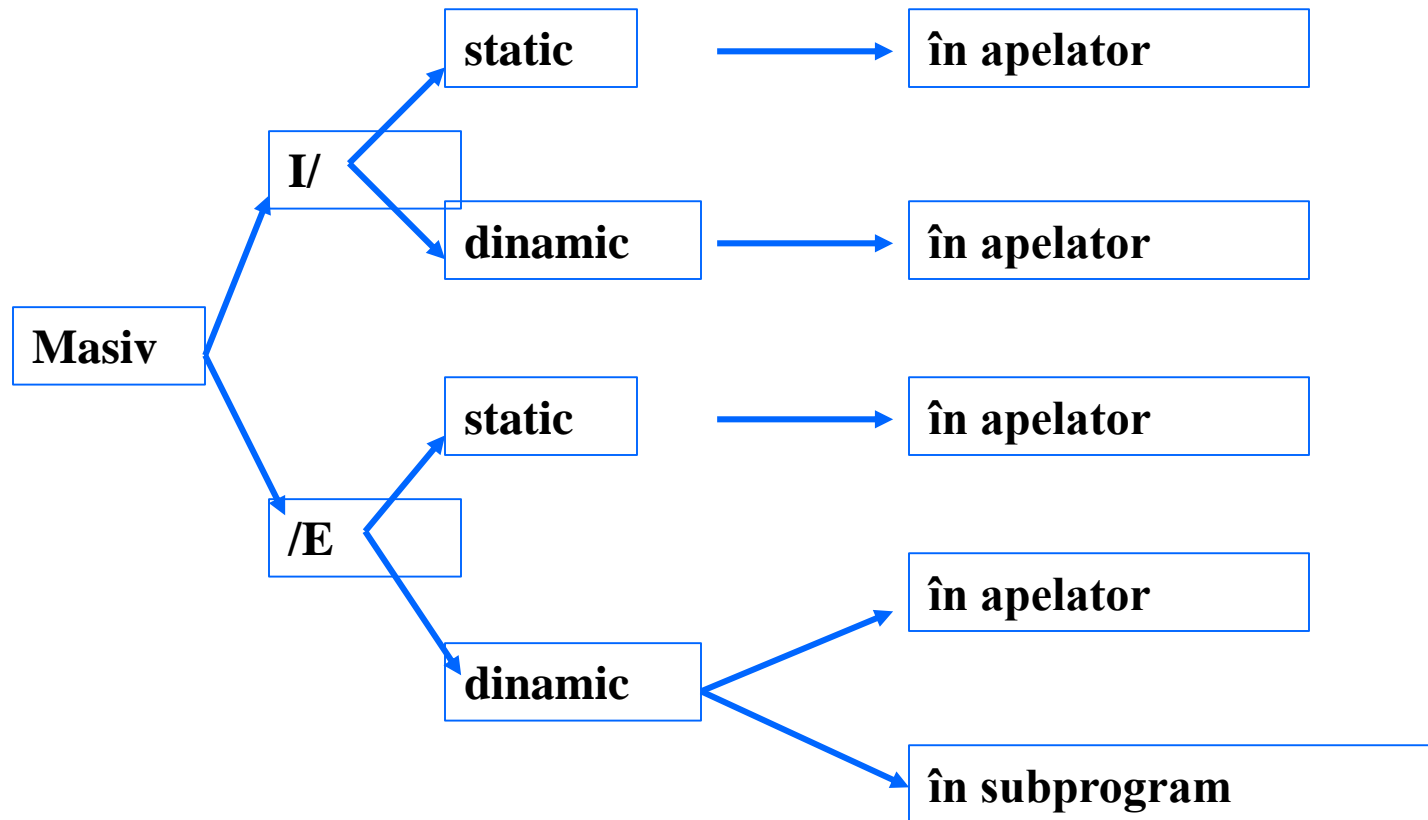 static
în apelator
I/
dinamic
în apelator
Masiv
static
în apelator
/E
în apelator
dinamic
în subprogram